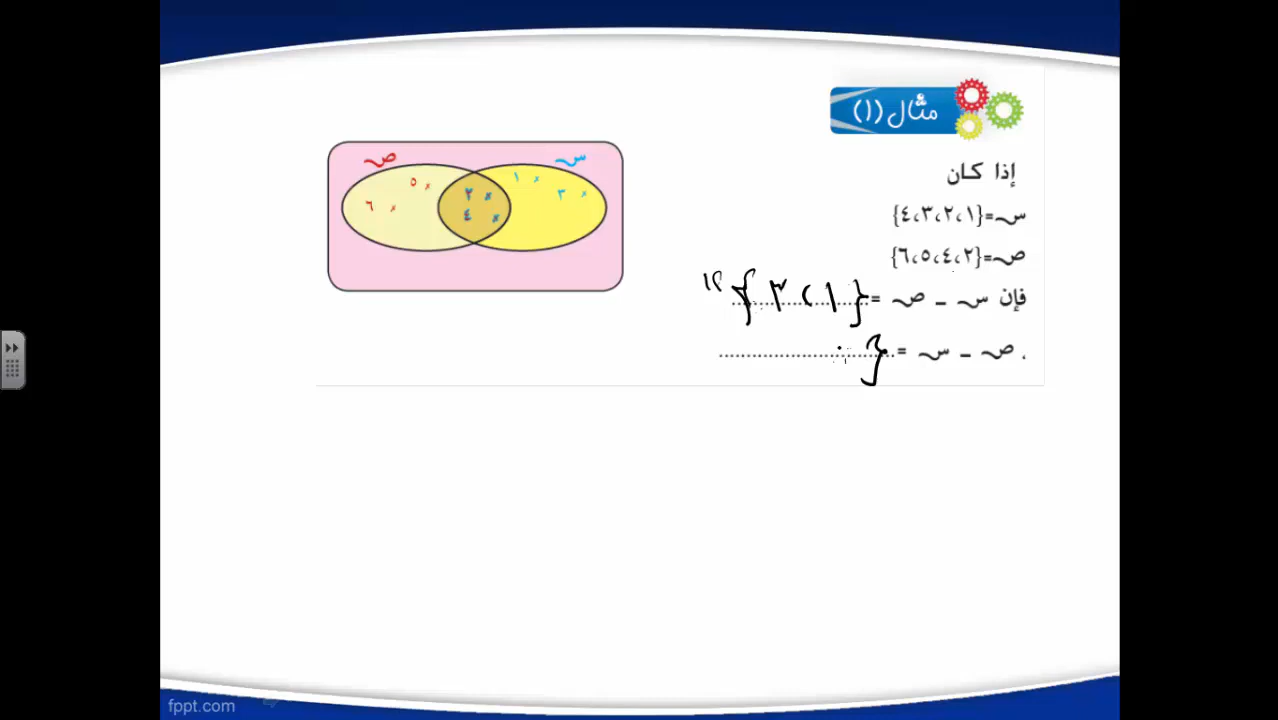 مثال (١)
إذا كان
س={١،٢،٣،٤}
ص={٢،٤،٥،٦}
فإن س - ص = {١ ، ٣}
ص - س = {
ص
س
٥
٦
٢
٤
١
٣
fppt.com